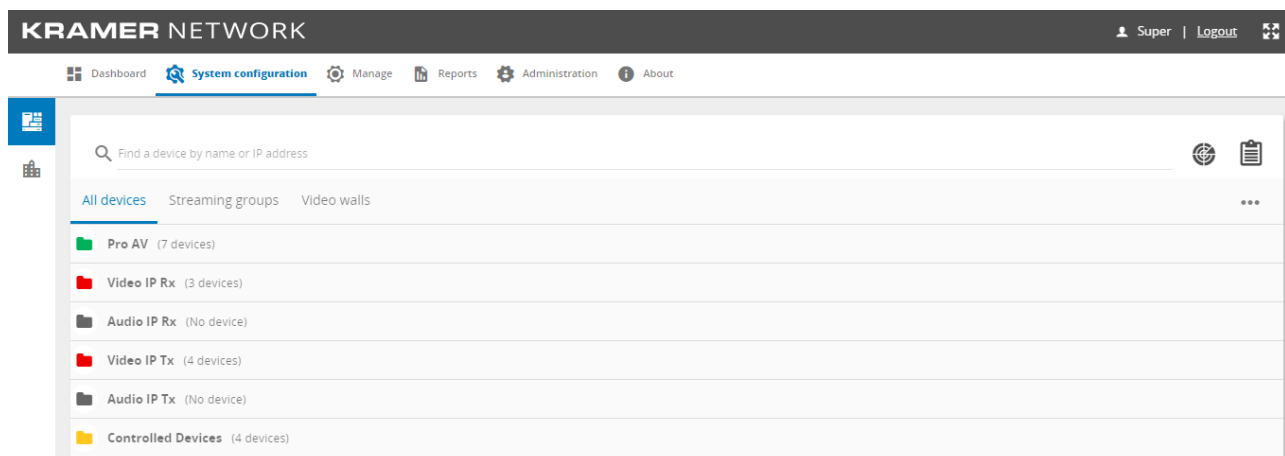 KRAMER NETWORK
Super | Logout
Dashboard System configuration Manage Reports Administration About
Find a device by name or IP address
All devices Streaming groups Video walls
Pro AV (7 devices)
Video IP Rx (3 devices)
Audio IP Rx (No device)
Video IP Tx (4 devices)
Audio IP Tx (No device)
Controlled Devices (4 devices)